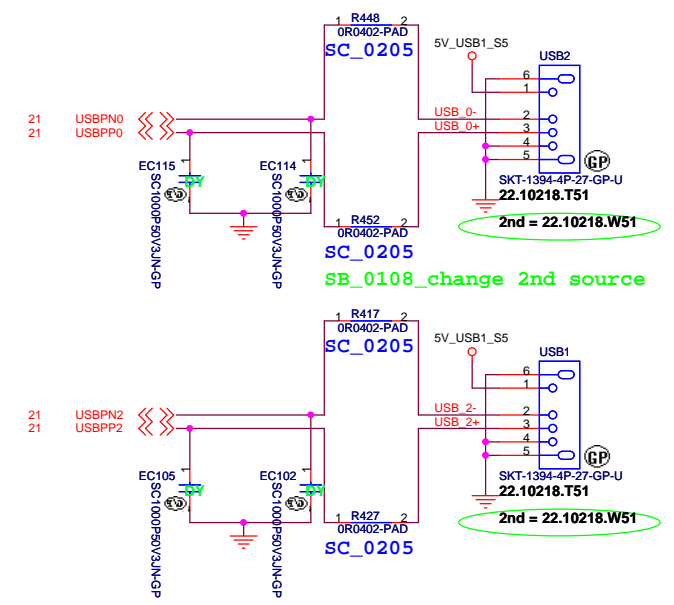 1 R448 2
0R0402-PAD
SC_0205
5V_USB1_S5
USB2
6
1
21 USBPN0
USB_0- 2
21 USBPP0
USB_0+ 3
4
5
GP
EC115 1
DY
SC1000P50V3JN-GP
EC114 1
DY
SC1000P50V3JN-GP
SKT-1394-4P-27-GP-U
22.10218.T51
2nd = 22.10218.W51
1 R452 2
0R0402-PAD
SC_0205
SB_0108_change 2nd source
1 R417 2
0R0402-PAD
SC_0205
5V_USB1_S5
USB1
6
1
21 USBPN2
USB_2- 2
21 USBPP2
USB_2+ 3
4
5
GP
EC105 1
DY
SC1000P50V3JN-GP
EC102 1
DY
SC1000P50V3JN-GP
SKT-1394-4P-27-GP-U
22.10218.T51
2nd = 22.10218.W51
1 R427 2
0R0402-PAD
SC_0205